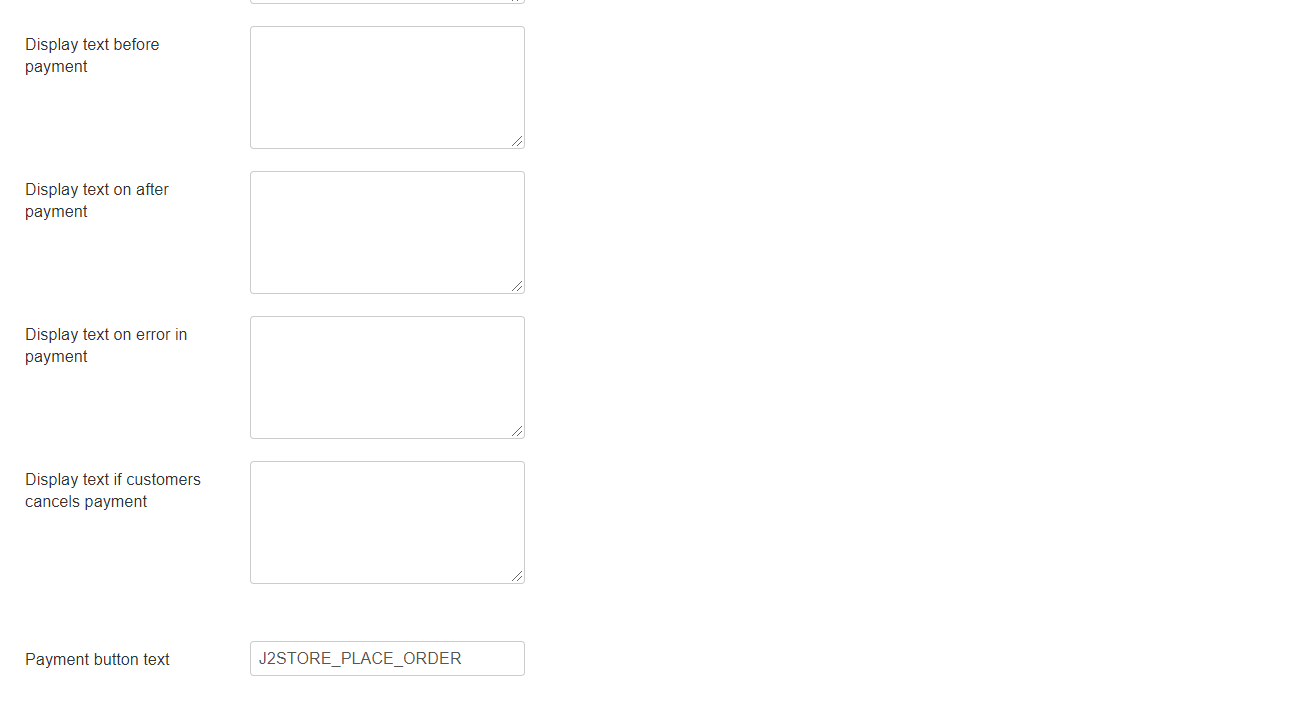 Display text before
payment
Display text on after
payment
Display text on error in
payment
Display text if customers
cancels payment
Payment button text
J2STORE_PLACE_ORDER